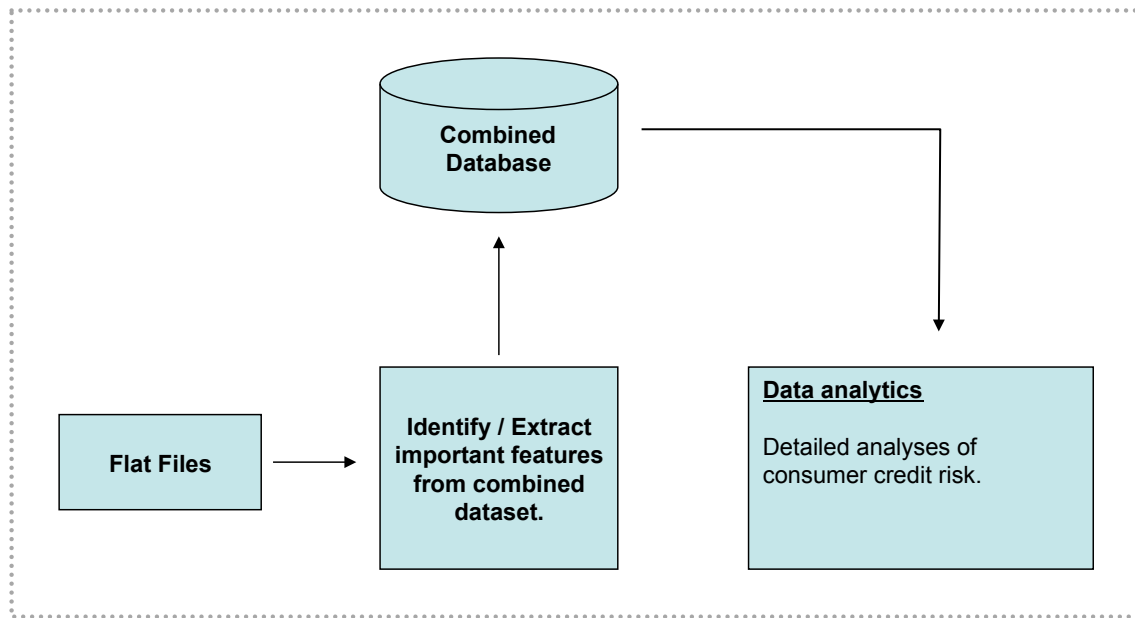 Combined
Database
Flat Files
Identify / Extract
important features
from combined
dataset.
Data analytics
Detailed analyses of
consumer credit risk.